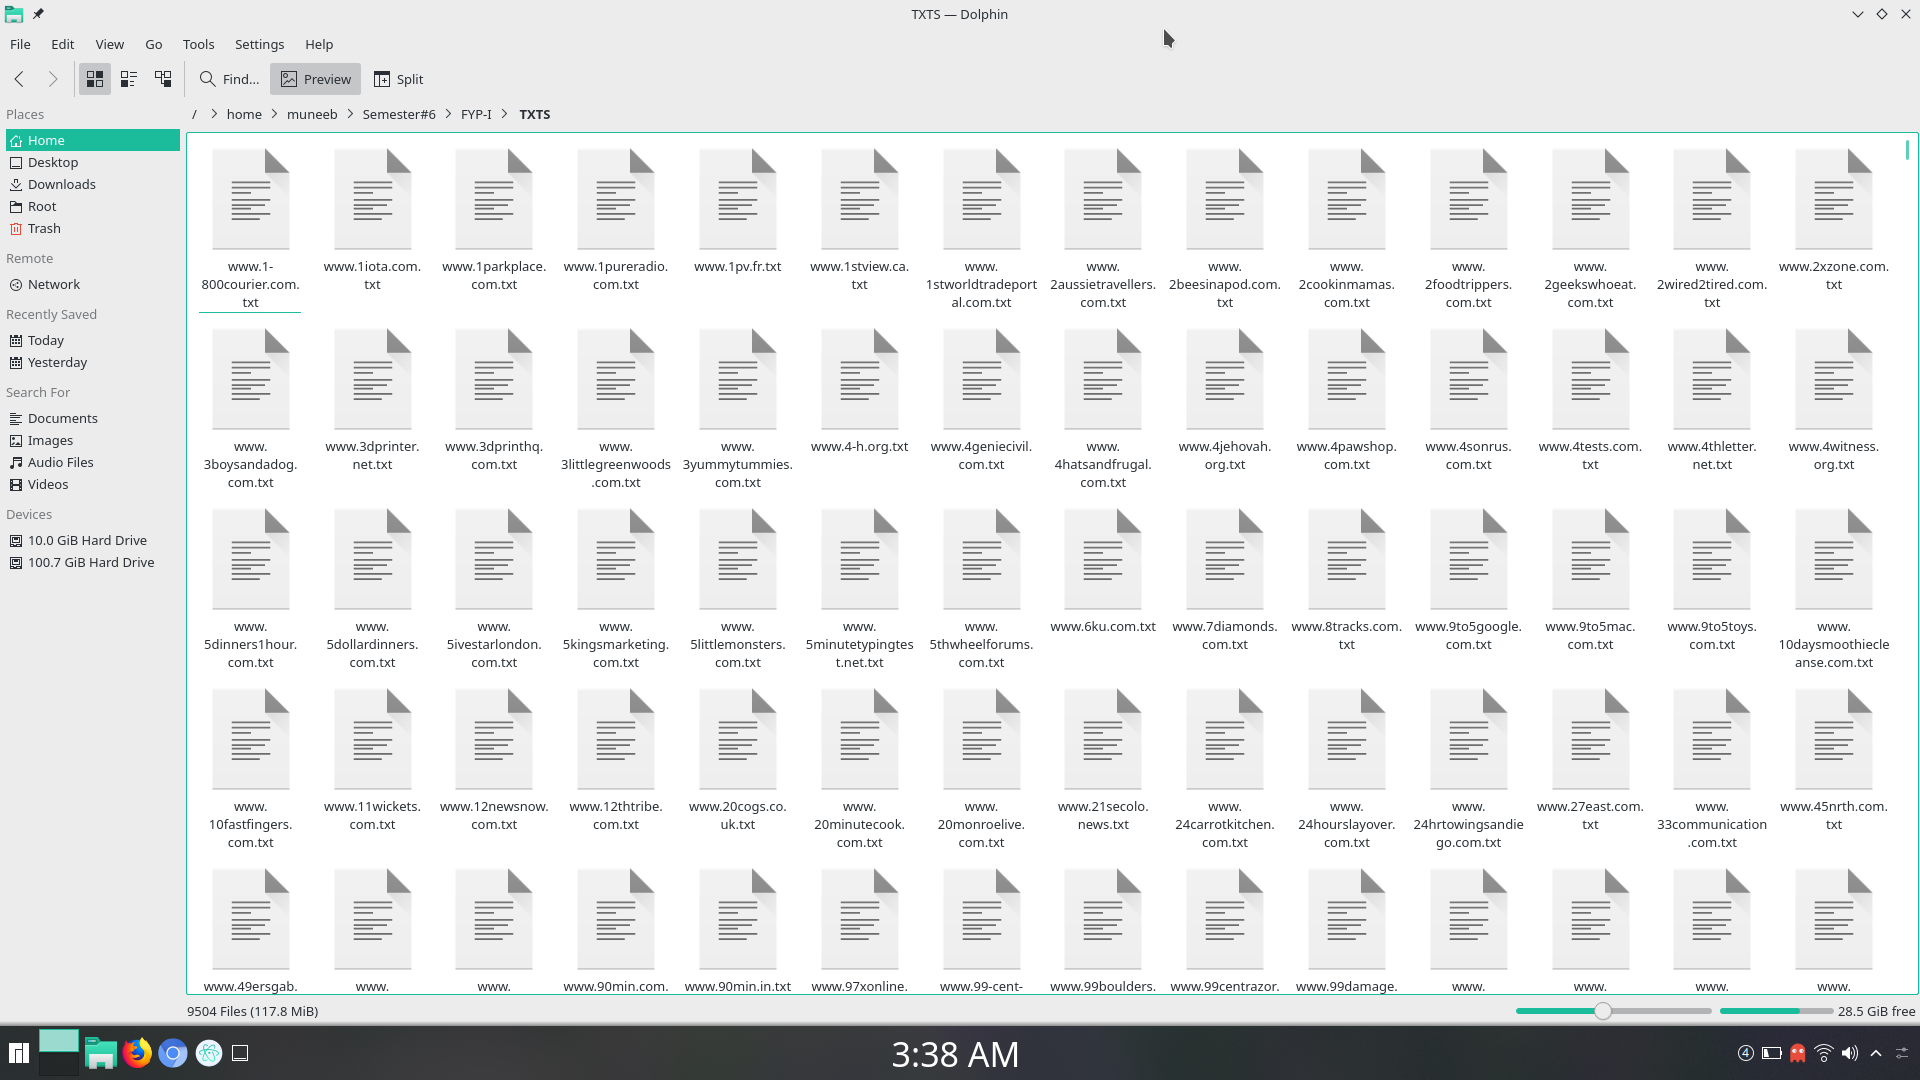 TXTS — Dolphin
File Edit View Go Tools Settings Help
Find... Preview Split
Places
Home
Desktop
Downloads
Root
Trash
Remote
Network
Recently Saved
Today
Yesterday
Search For
Documents
Images
Audio Files
Videos
Devices
10.0 GiB Hard Drive
100.7 GiB Hard Drive
/ > home > muneeb > Semester#6 > FYP-I > TXTS
www.1-
800courier.com.
txt
www.1iota.com.
txt
www.1parkplace.
com.txt
www.1pureradio.
com.txt
www.1pv.fr.txt
www.1stview.ca.
txt
www.
1stworldtradeport
al.com.txt
www.
2aussietravellers.
com.txt
www.
2beesinapod.com.
txt
www.
2cookinmamas.
com.txt
www.
2foodtrippers.
com.txt
www.
2geekswhoeat.
com.txt
www.
2wired2tired.com.
txt
www.2xzone.com.
txt
www.
3boysandadog.
com.txt
www.3dprinter.
net.txt
www.3dprinthq.
com.txt
www.
3littlegreenwoods
.com.txt
www.
3yummytummies.
com.txt
www.4-h.org.txt
www.4geniecivil.
com.txt
www.
4hatsandfrugal.
com.txt
www.4jehovah.
org.txt
www.4pawshop.
com.txt
www.4sonrus.
com.txt
www.4tests.com.
txt
www.4thletter.
net.txt
www.4witness.
org.txt
www.
5dinners1hour.
com.txt
www.
5dollardinners.
com.txt
www.
5ivestarlondon.
com.txt
www.
5kingsmarketing.
com.txt
www.
5littlemonsters.
com.txt
www.
5minutetypingtes
t.net.txt
www.
5thwheelforums.
com.txt
www.6ku.com.txt
www.7diamonds.
com.txt
www.8tracks.com.
txt
www.9to5google.
com.txt
www.9to5mac.
com.txt
www.9to5toys.
com.txt
www.
10daysmoothiecle
anse.com.txt
www.
10fastfingers.
com.txt
www.11wickets.
com.txt
www.12newsnow.
com.txt
www.12thtribe.
com.txt
www.20cogs.co.
uk.txt
www.
20minutecook.
com.txt
www.
20monroelive.
com.txt
www.21secolo.
news.txt
www.
24carrotkitchen.
com.txt
www.
24hourslayover.
com.txt
www.
24hrtowingsandie
go.com.txt
www.27east.com.
txt
www.
33communication
.com.txt
www.45nrth.com.
txt
www.49ersgab.
www.
www.
www.90min.com.
www.90min.in.txt
www.97xonline.
www.99-cent-
www.99boulders.
www.99centrazor.
www.99damage.
www.
www.
www.
www.
9504 Files (117.8 MiB)
28.5 GiB free
3:38 AM
4